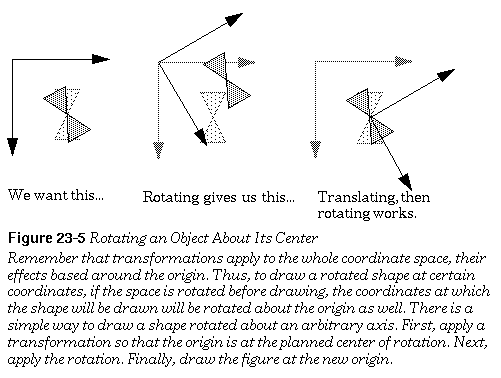 We want this...
Rotating gives us this...
Translating, then
rotating works.
Figure 23-5 Rotating an Object About Its Center
Remember that transformations apply to the whole coordinate space, their
effects based around the origin. Thus, to draw a rotated shape at certain
coordinates, if the space is rotated before drawing, the coordinates at which
the shape will be drawn will be rotated about the origin as well. There is a
simple way to draw a shape rotated about an arbitrary axis. First, apply a
transformation so that the origin is at the planned center of rotation. Next,
apply the rotation. Finally, draw the figure at the new origin.